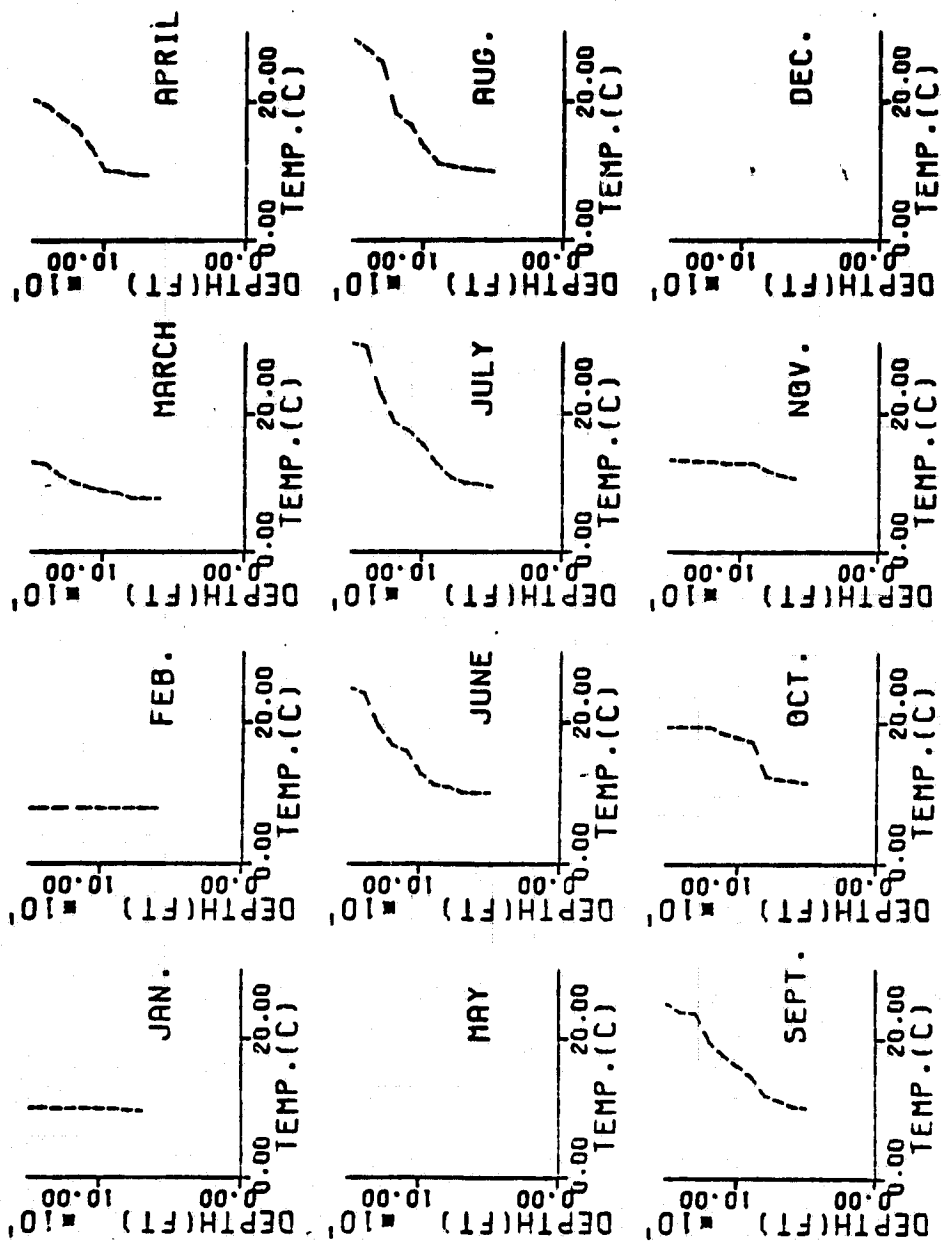 JAN.
DEPTH(FT) ×10¹
10.00
0.00
0.00 20.00
TEMP.(C)
FEB.
DEPTH(FT) ×10¹
10.00
0.00
0.00 20.00
TEMP.(C)
MARCH
DEPTH(FT) ×10¹
10.00
0.00
0.00 20.00
TEMP.(C)
APRIL
DEPTH(FT) ×10¹
10.00
0.00
0.00 20.00
TEMP.(C)
MAY
DEPTH(FT) ×10¹
10.00
0.00
0.00 20.00
TEMP.(C)
JUNE
DEPTH(FT) ×10¹
10.00
0.00
0.00 20.00
TEMP.(C)
JULY
DEPTH(FT) ×10¹
10.00
0.00
0.00 20.00
TEMP.(C)
AUG.
DEPTH(FT) ×10¹
10.00
0.00
0.00 20.00
TEMP.(C)
SEPT.
DEPTH(FT) ×10¹
10.00
0.00
0.00 20.00
TEMP.(C)
OCT.
DEPTH(FT) ×10¹
10.00
0.00
0.00 20.00
TEMP.(C)
NOV.
DEPTH(FT) ×10¹
10.00
0.00
0.00 20.00
TEMP.(C)
DEC.
DEPTH(FT) ×10¹
10.00
0.00
0.00 20.00
TEMP.(C)